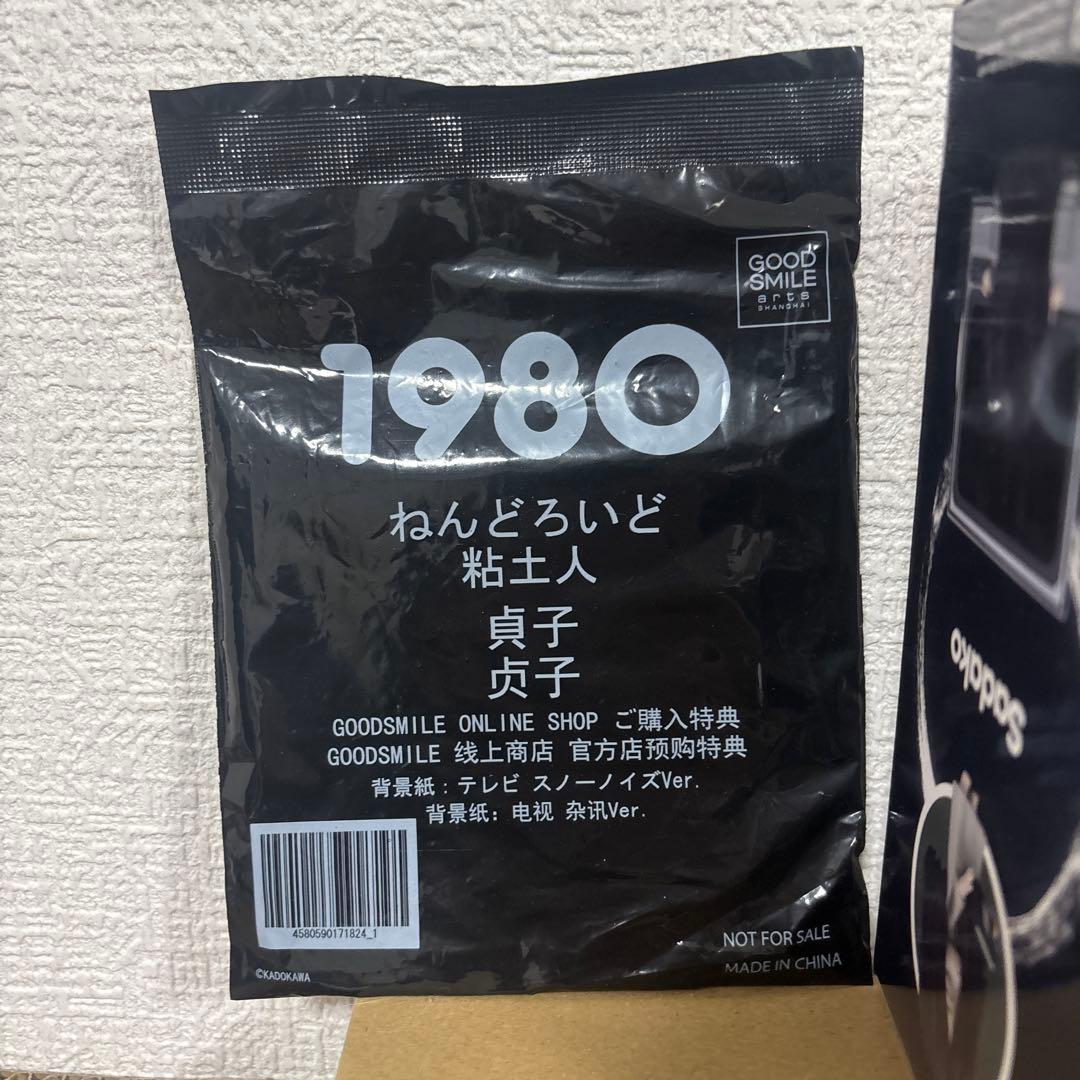 GOOD
SMILE
arts
SHANGHAI
1980
ねんどろいど
粘土人
貞子
贞子
GOODSMILE ONLINE SHOP ご購入特典
GOODSMILE 线上商店 官方店预购特典
背景紙：テレビ スノーノイズVer.
背景纸：电视 杂讯Ver.
4580590171824_1
NOT FOR SALE
MADE IN CHINA
©KADOKAWA
Sadako